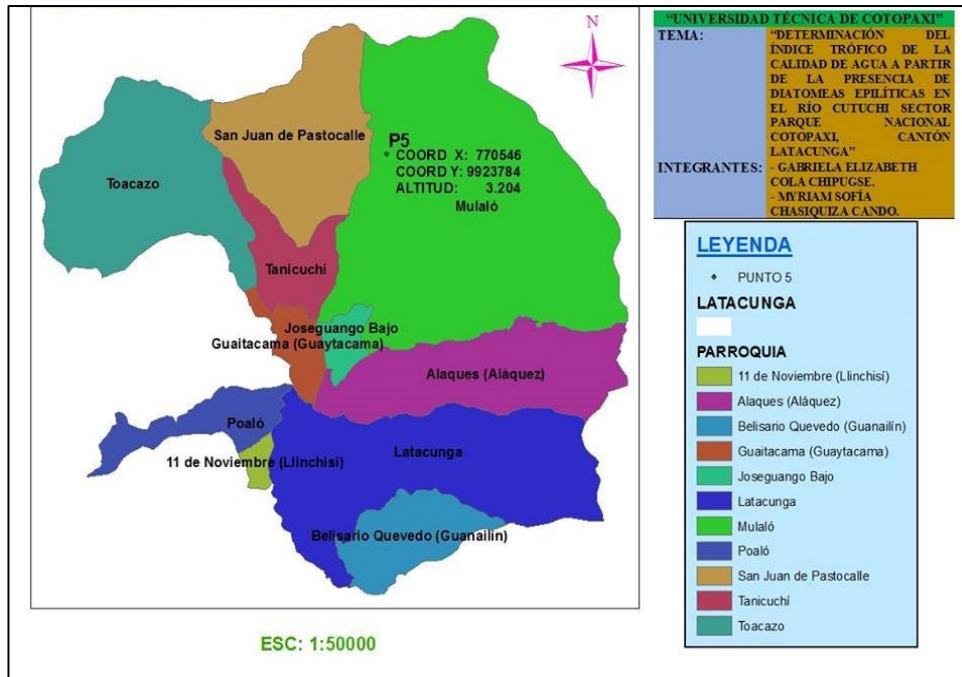 N
San Juan de Pastocalle
P5
COORD X: 770546
COORD Y: 9923784
ALTITUD: 3.204
Mulaló
Toacazo
Tanicuchí
Joseguango Bajo
Guaitacama (Guaytacama)
Alaques (Aláquez)
Poaló
Latacunga
11 de Noviembre (Llinchisi)
Belisario Quevedo (Guanailín)
ESC: 1:50000
“UNIVERSIDAD TÉCNICA DE COTOPAXI”
TEMA: “DETERMINACIÓN DEL
ÍNDICE TRÓFICO DE LA
CALIDAD DE AGUA A PARTIR
DE LA PRESENCIA DE
DIATOMEAS EPILÍTICAS EN
EL RÍO CUTUCHI SECTOR
PARQUE NACIONAL
COTOPAXI, CANTÓN
LATACUNGA”
INTEGRANTES: - GABRIELA ELIZABETH
COLA CHIPUGSE.
- MYRIAM SOFÍA
CHASIQUIZA CANDO.
LEYENDA
PUNTO 5
LATACUNGA
PARROQUIA
11 de Noviembre (Llinchisí)
Alaques (Aláquez)
Belisario Quevedo (Guanailín)
Guaitacama (Guaytacama)
Joseguango Bajo
Latacunga
Mulaló
Poaló
San Juan de Pastocalle
Tanicuchí
Toacazo